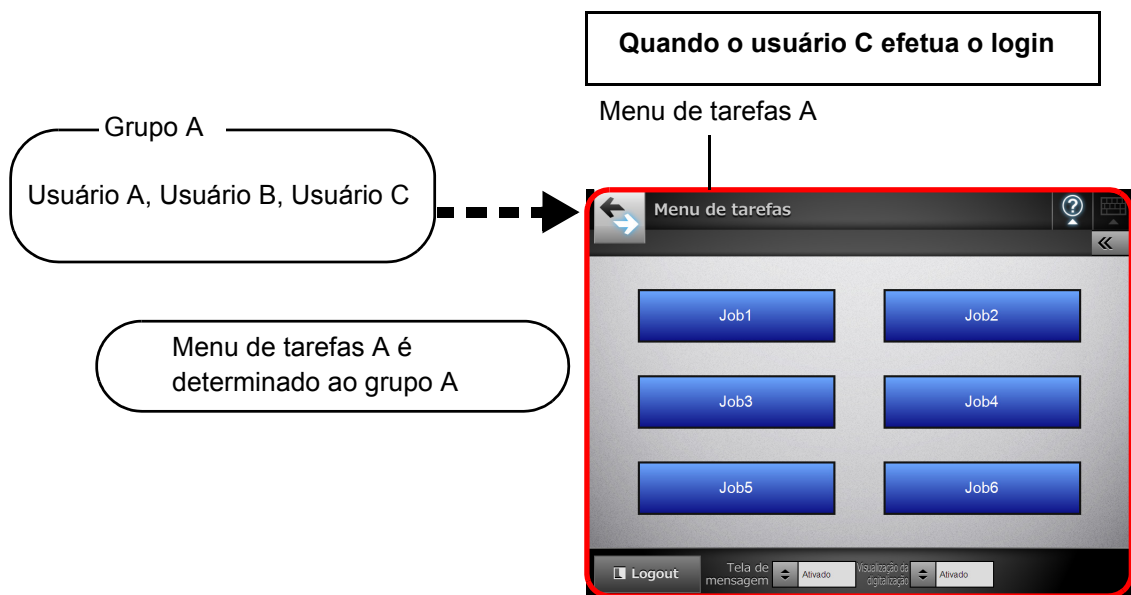 Quando o usuário C efetua o login
Menu de tarefas A
Grupo A
Usuário A, Usuário B, Usuário C
Menu de tarefas A é
determinado ao grupo A
Menu de tarefas
Job1
Job2
Job3
Job4
Job5
Job6
Logout
Tela de
mensagem
Ativado
Visualização da
digitalização
Ativado